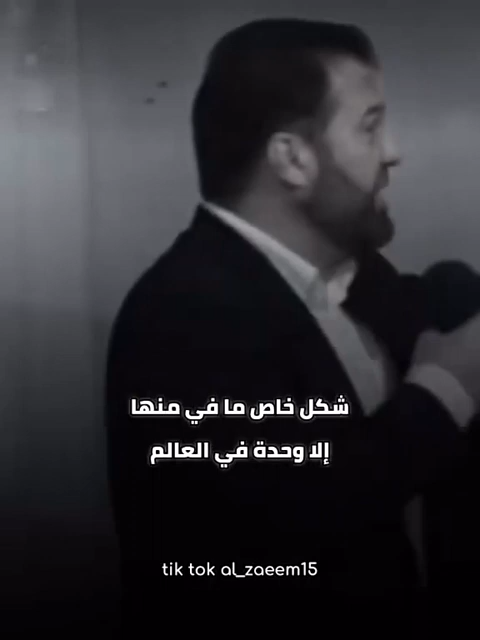 شكل خاص ما في منها
إلا وحدة في العالم
tik tok al_zaeem15